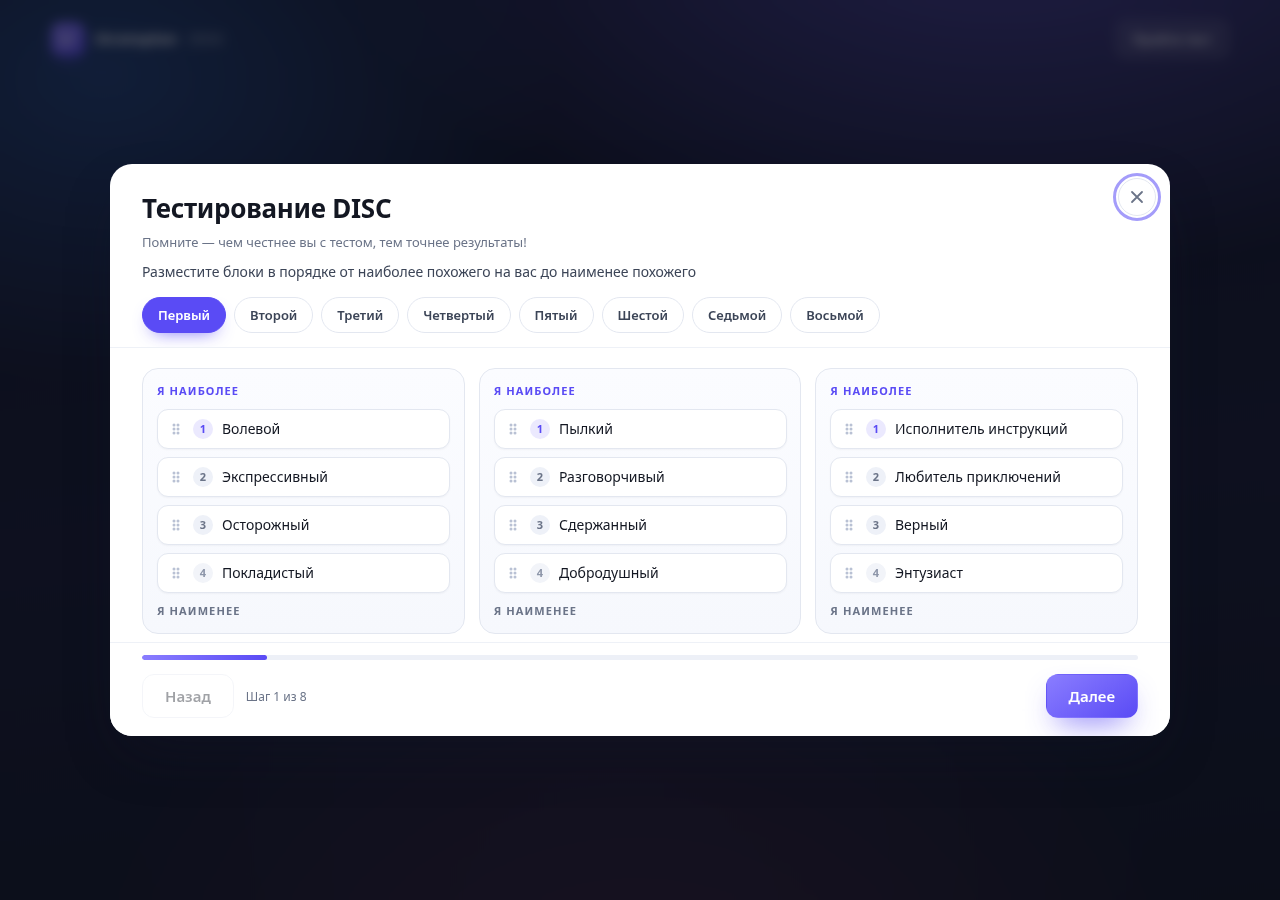 Тестирование DISC
Помните — чем честнее вы с тестом, тем точнее результаты!
Разместите блоки в порядке от наиболее похожего на вас до наименее похожего
Первый Второй Третий Четвертый Пятый Шестой Седьмой Восьмой
Я НАИБОЛЕЕ
1 Волевой
2 Экспрессивный
3 Осторожный
4 Покладистый
Я НАИМЕНЕЕ
Я НАИБОЛЕЕ
1 Пылкий
2 Разговорчивый
3 Сдержанный
4 Добродушный
Я НАИМЕНЕЕ
Я НАИБОЛЕЕ
1 Исполнитель инструкций
2 Любитель приключений
3 Верный
4 Энтузиаст
Я НАИМЕНЕЕ
Назад Шаг 1 из 8 Далее